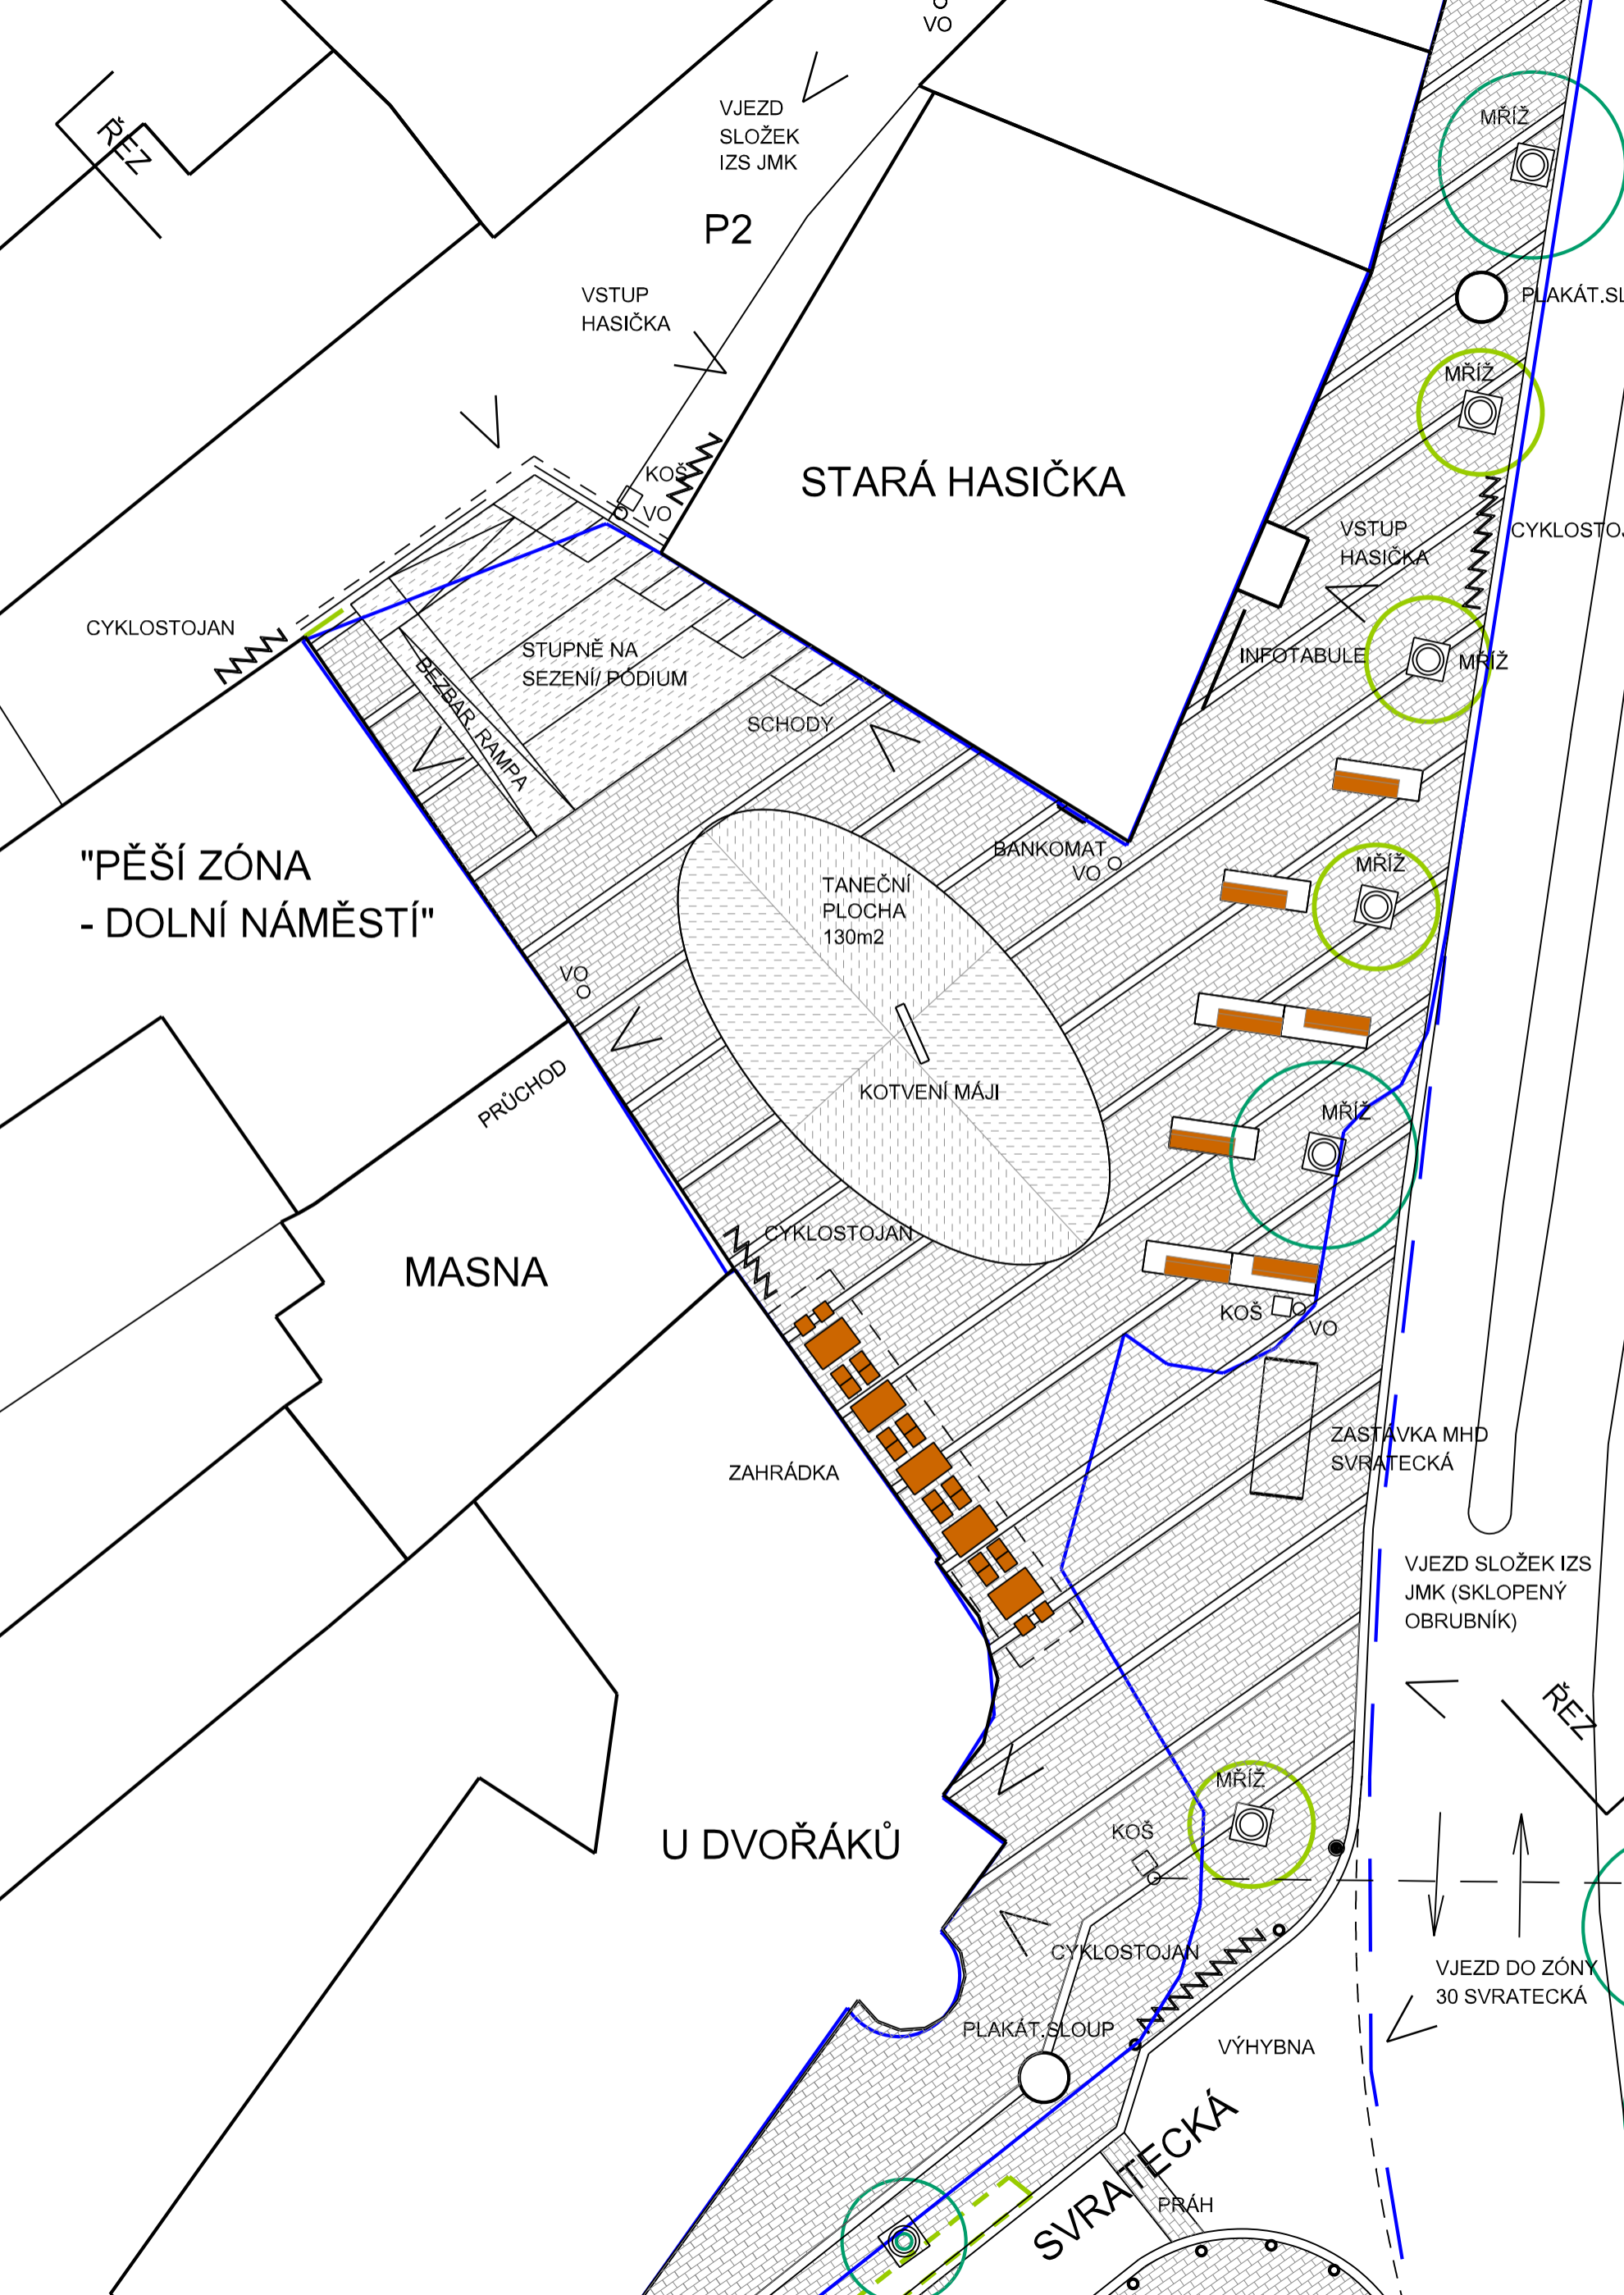 VO
VJEZD
SLOŽEK
IZS JMK
MŘÍŽ
ŘEZ
P2
VSTUP
HASIČKA
PLAKÁT.SL
MŘÍŽ
KOŠ
STARÁ HASIČKA
VO
VSTUP
HASIČKA
CYKLOSTOJ
CYKLOSTOJAN
STUPNĚ NA
SEZENÍ/ PÓDIUM
INFOTABULE
MŘÍŽ
BEZBAR. RAMPA
SCHODY
"PĚŠÍ ZÓNA
- DOLNÍ NÁMĚSTÍ"
BANKOMAT
VO
MŘÍŽ
TANEČNÍ
PLOCHA
130m2
VO
KOTVENÍ MÁJI
PRŮCHOD
MŘÍŽ
CYKLOSTOJAN
MASNA
KOŠ
VO
ZASTÁVKA MHD
SVRATECKÁ
ZAHRÁDKA
VJEZD SLOŽEK IZS
JMK (SKLOPENÝ
OBRUBNÍK)
ŘEZ
MŘÍŽ
U DVOŘÁKŮ
KOŠ
CYKLOSTOJAN
VJEZD DO ZÓNY
30 SVRATECKÁ
PLAKÁT.SLOUP
VÝHYBNA
SVRATECKÁ
PRÁH